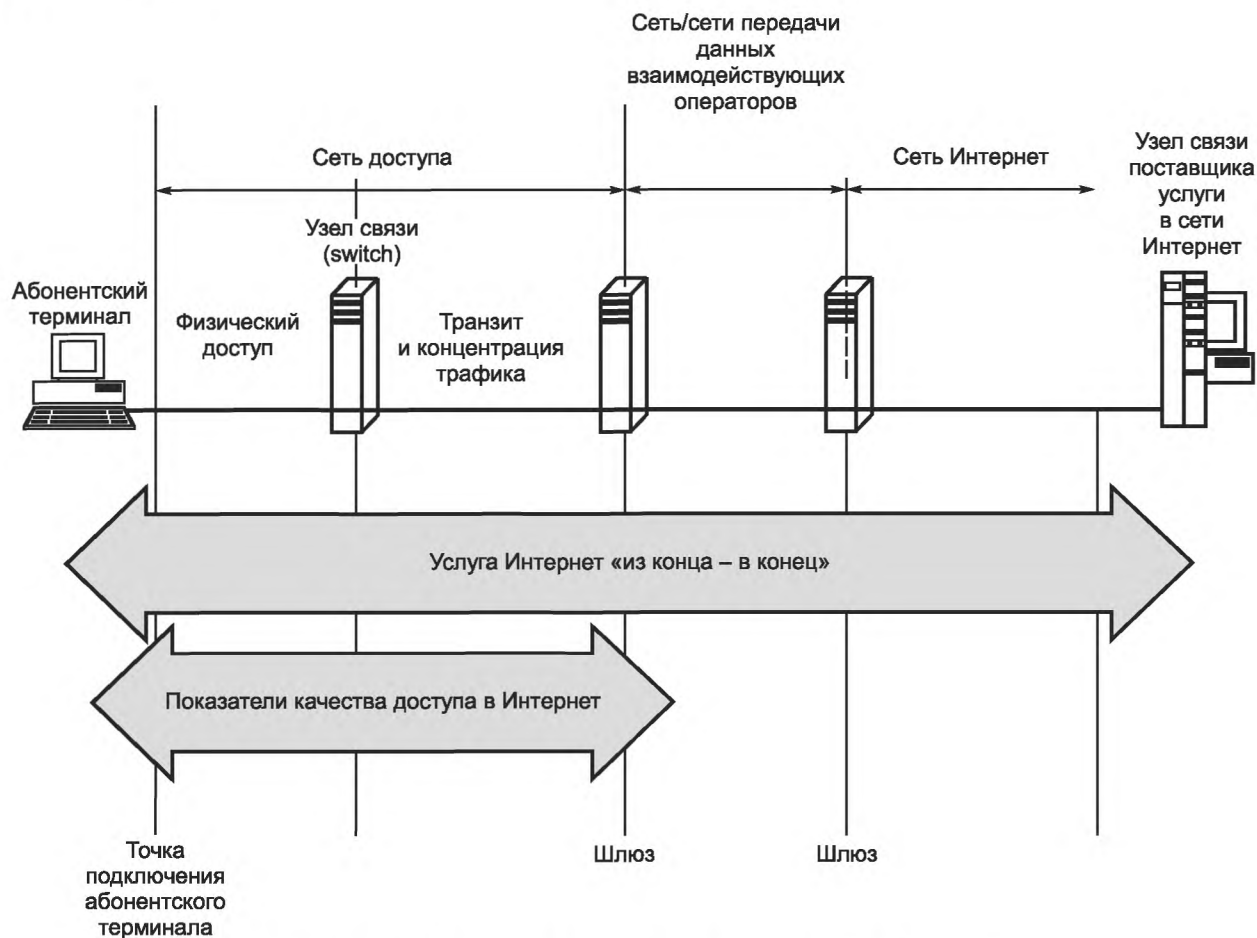 Сеть/сети передачи
данных
взаимодействующих
операторов
Сеть доступа
Сеть Интернет
Узел связи
поставщика
услуги
в сети
Интернет
Узел связи
(switch)
Абонентский
терминал
Физический
доступ
Транзит
и концентрация
трафика
Услуга Интернет «из конца – в конец»
Показатели качества доступа в Интернет
Точка
подключения
абонентского
терминала
Шлюз
Шлюз